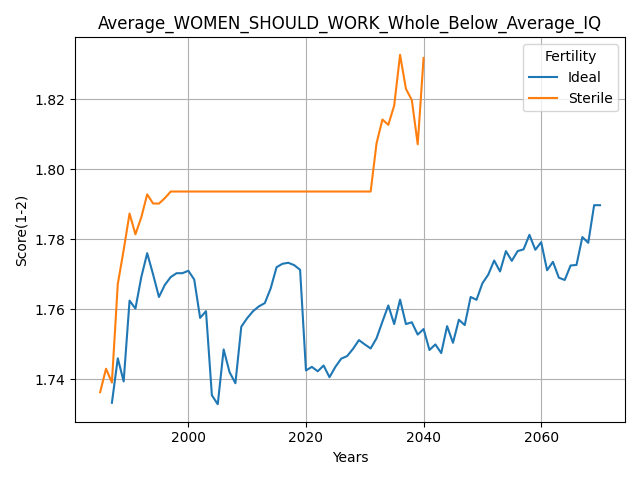 Average_WOMEN_SHOULD_WORK_Whole_Below_Average_IQ
Fertility
Ideal
Sterile
Score(1-2)
1.82
1.80
1.78
1.76
1.74
2000
2020
2040
2060
Years